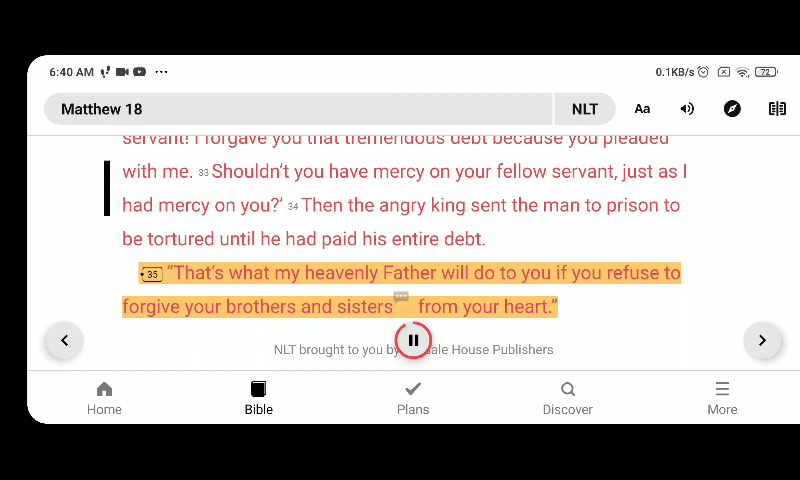 6:40 AM ...
0.1KB/s 72
Matthew 18 NLT Aa
servant! I forgave you that tremendous debt because you pleaded
with me. 33 Shouldn't you have mercy on your fellow servant, just as I
had mercy on you?' 34 Then the angry king sent the man to prison to
be tortured until he had paid his entire debt.
35 “That's what my heavenly Father will do to you if you refuse to
forgive your brothers and sisters from your heart.”
NLT brought to you by House Publishers
Home Bible Plans Discover More